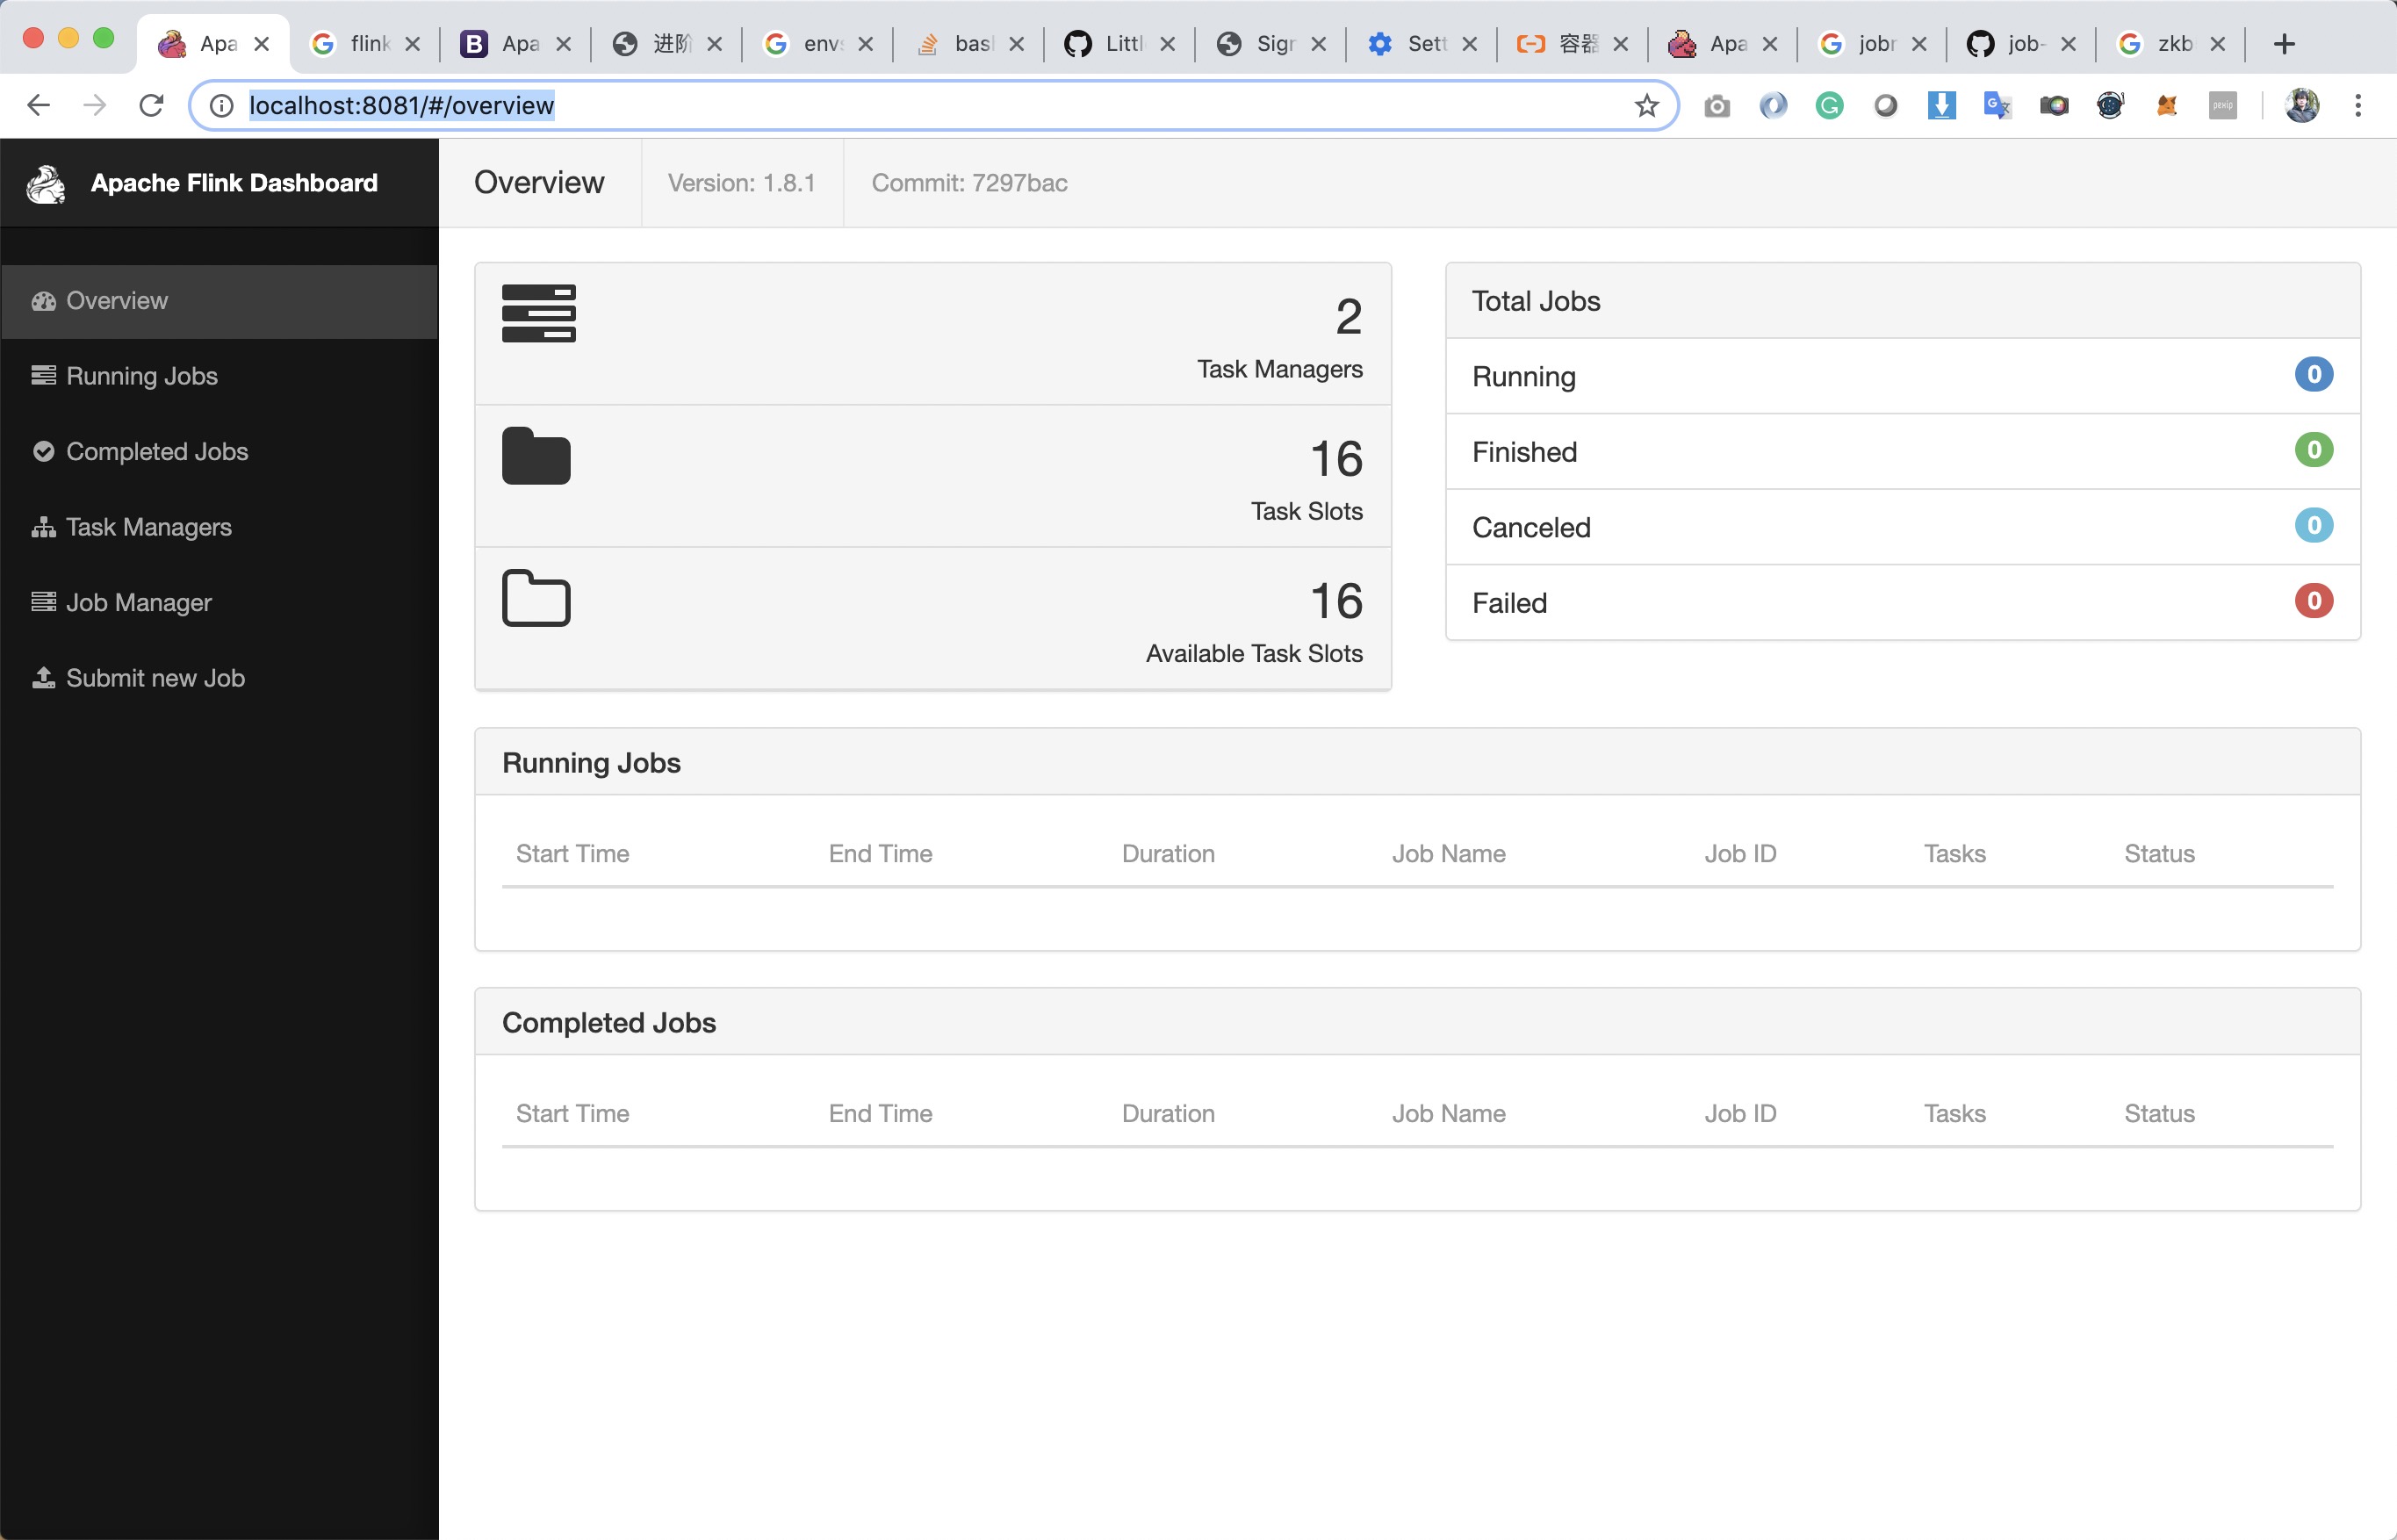 Apa
flink
Apa
进阶
env
bas
Littl
Sign
Sett
容器
Apa
jobr
job-
zkb
localhost:8081/#/overview
pexip
Apache Flink Dashboard
Overview
Version: 1.8.1
Commit: 7297bac
Overview
Running Jobs
Completed Jobs
Task Managers
Job Manager
Submit new Job
2
Task Managers
16
Task Slots
16
Available Task Slots
Total Jobs
Running 0
Finished 0
Canceled 0
Failed 0
Running Jobs
Start Time End Time Duration Job Name Job ID Tasks Status
Completed Jobs
Start Time End Time Duration Job Name Job ID Tasks Status